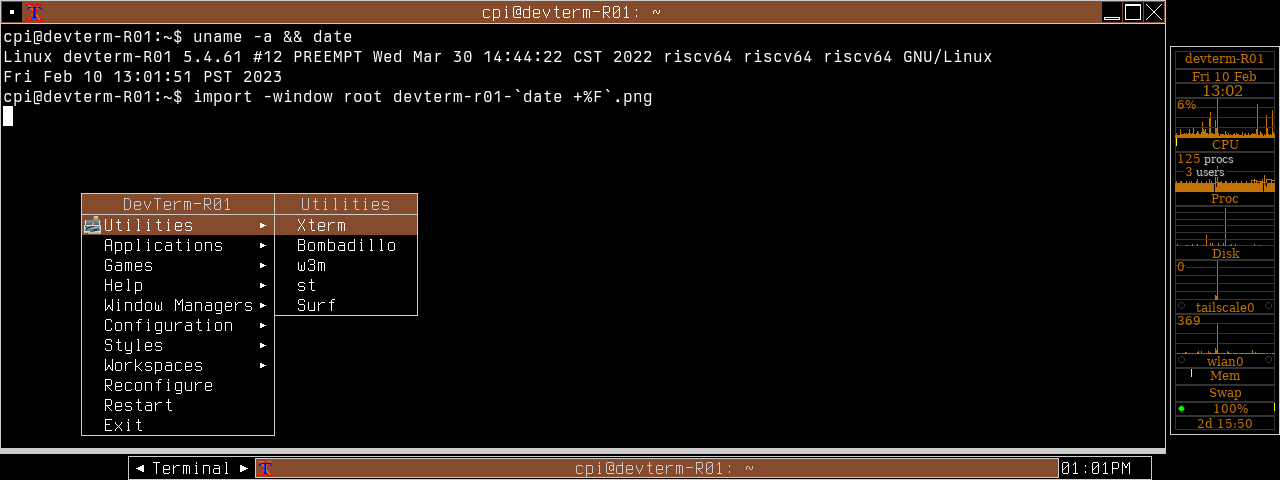 cpi@devterm-R01: ~
cpi@devterm-R01:~$ uname -a && date
Linux devterm-R01 5.4.61 #12 PREEMPT Wed Mar 30 14:44:22 CST 2022 riscv64 riscv64 riscv64 GNU/Linux
Fri Feb 10 13:01:51 PST 2023
cpi@devterm-R01:~$ import -window root devterm-r01-`date +%F`.png
DevTerm-R01
Utilities
Applications
Games
Help
Window Managers
Configuration
Styles
Workspaces
Reconfigure
Restart
Exit
Utilities
Xterm
Bombadillo
w3m
st
Surf
devterm-R01
Fri 10 Feb
13:02
6%
CPU
125 procs
3 users
Proc
Disk
0
tailscale0
369
wlan0
Mem
Swap
100%
2d 15:50
Terminal
cpi@devterm-R01: ~
01:01PM